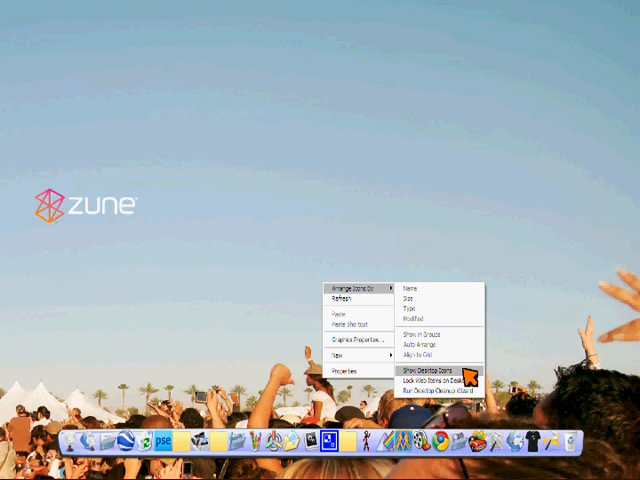 zune
Arrange Icons By
Refresh
Paste
Paste Shortcut
Graphics Properties...
New
Properties
Name
Size
Type
Modified
Show in Groups
Auto Arrange
Align to Grid
Show Desktop Icons
Lock Web Items on
Run Desktop Cleanup Wizard
pse